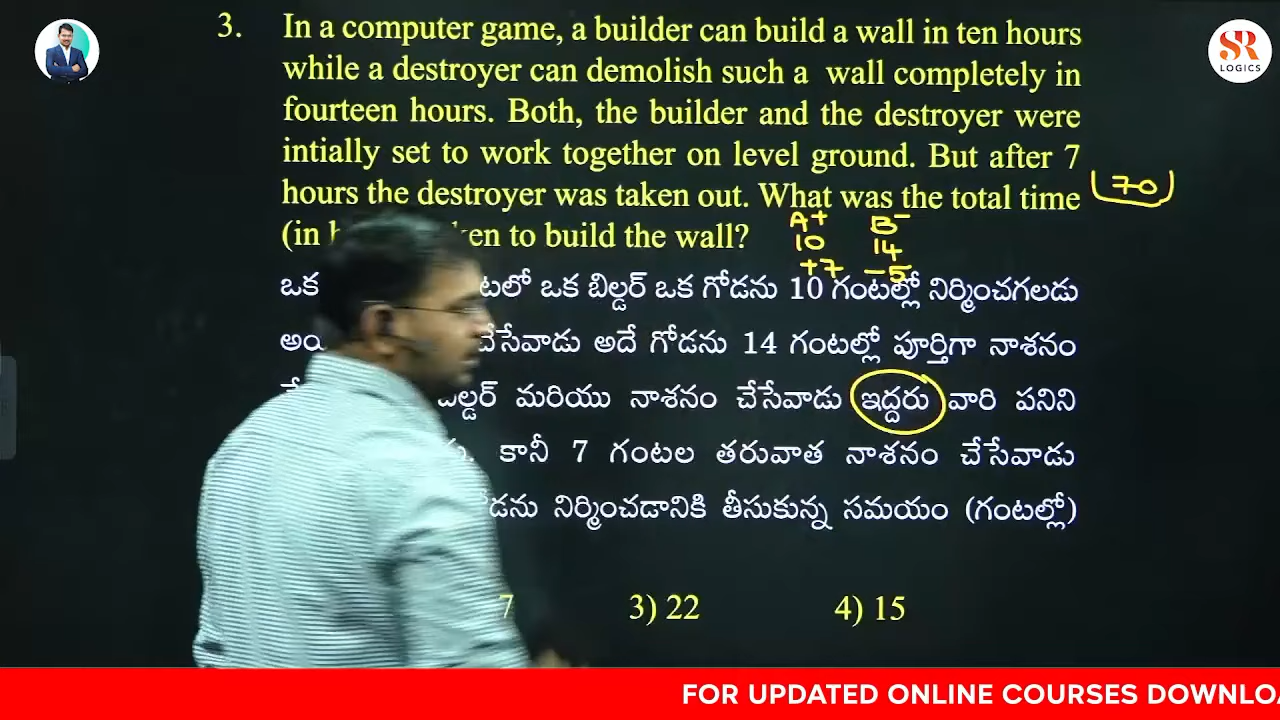 3. In a computer game, a builder can build a wall in ten hours
while a destroyer can demolish such a wall completely in
fourteen hours. Both, the builder and the destroyer were
intially set to work together on level ground. But after 7
hours the destroyer was taken out. What was the total time
(in to build the wall?
70
A+ B-
10 14
+7 -5
ఒక ఒక బిల్డర్ ఒక గోడను 10 గంటల్లో నిర్మించగలడు
అదే గోడను 14 గంటల్లో పూర్తిగా నాశనం
మరియు నాశనం చేసేవాడు ఇద్దరు వారి పనిని
కానీ 7 గంటల తరువాత నాశనం చేసేవాడు
నిర్మించడానికి తీసుకున్న సమయం (గంటల్లో)
7 3) 22 4) 15
SR
LOGICS
FOR UPDATED ONLINE COURSES